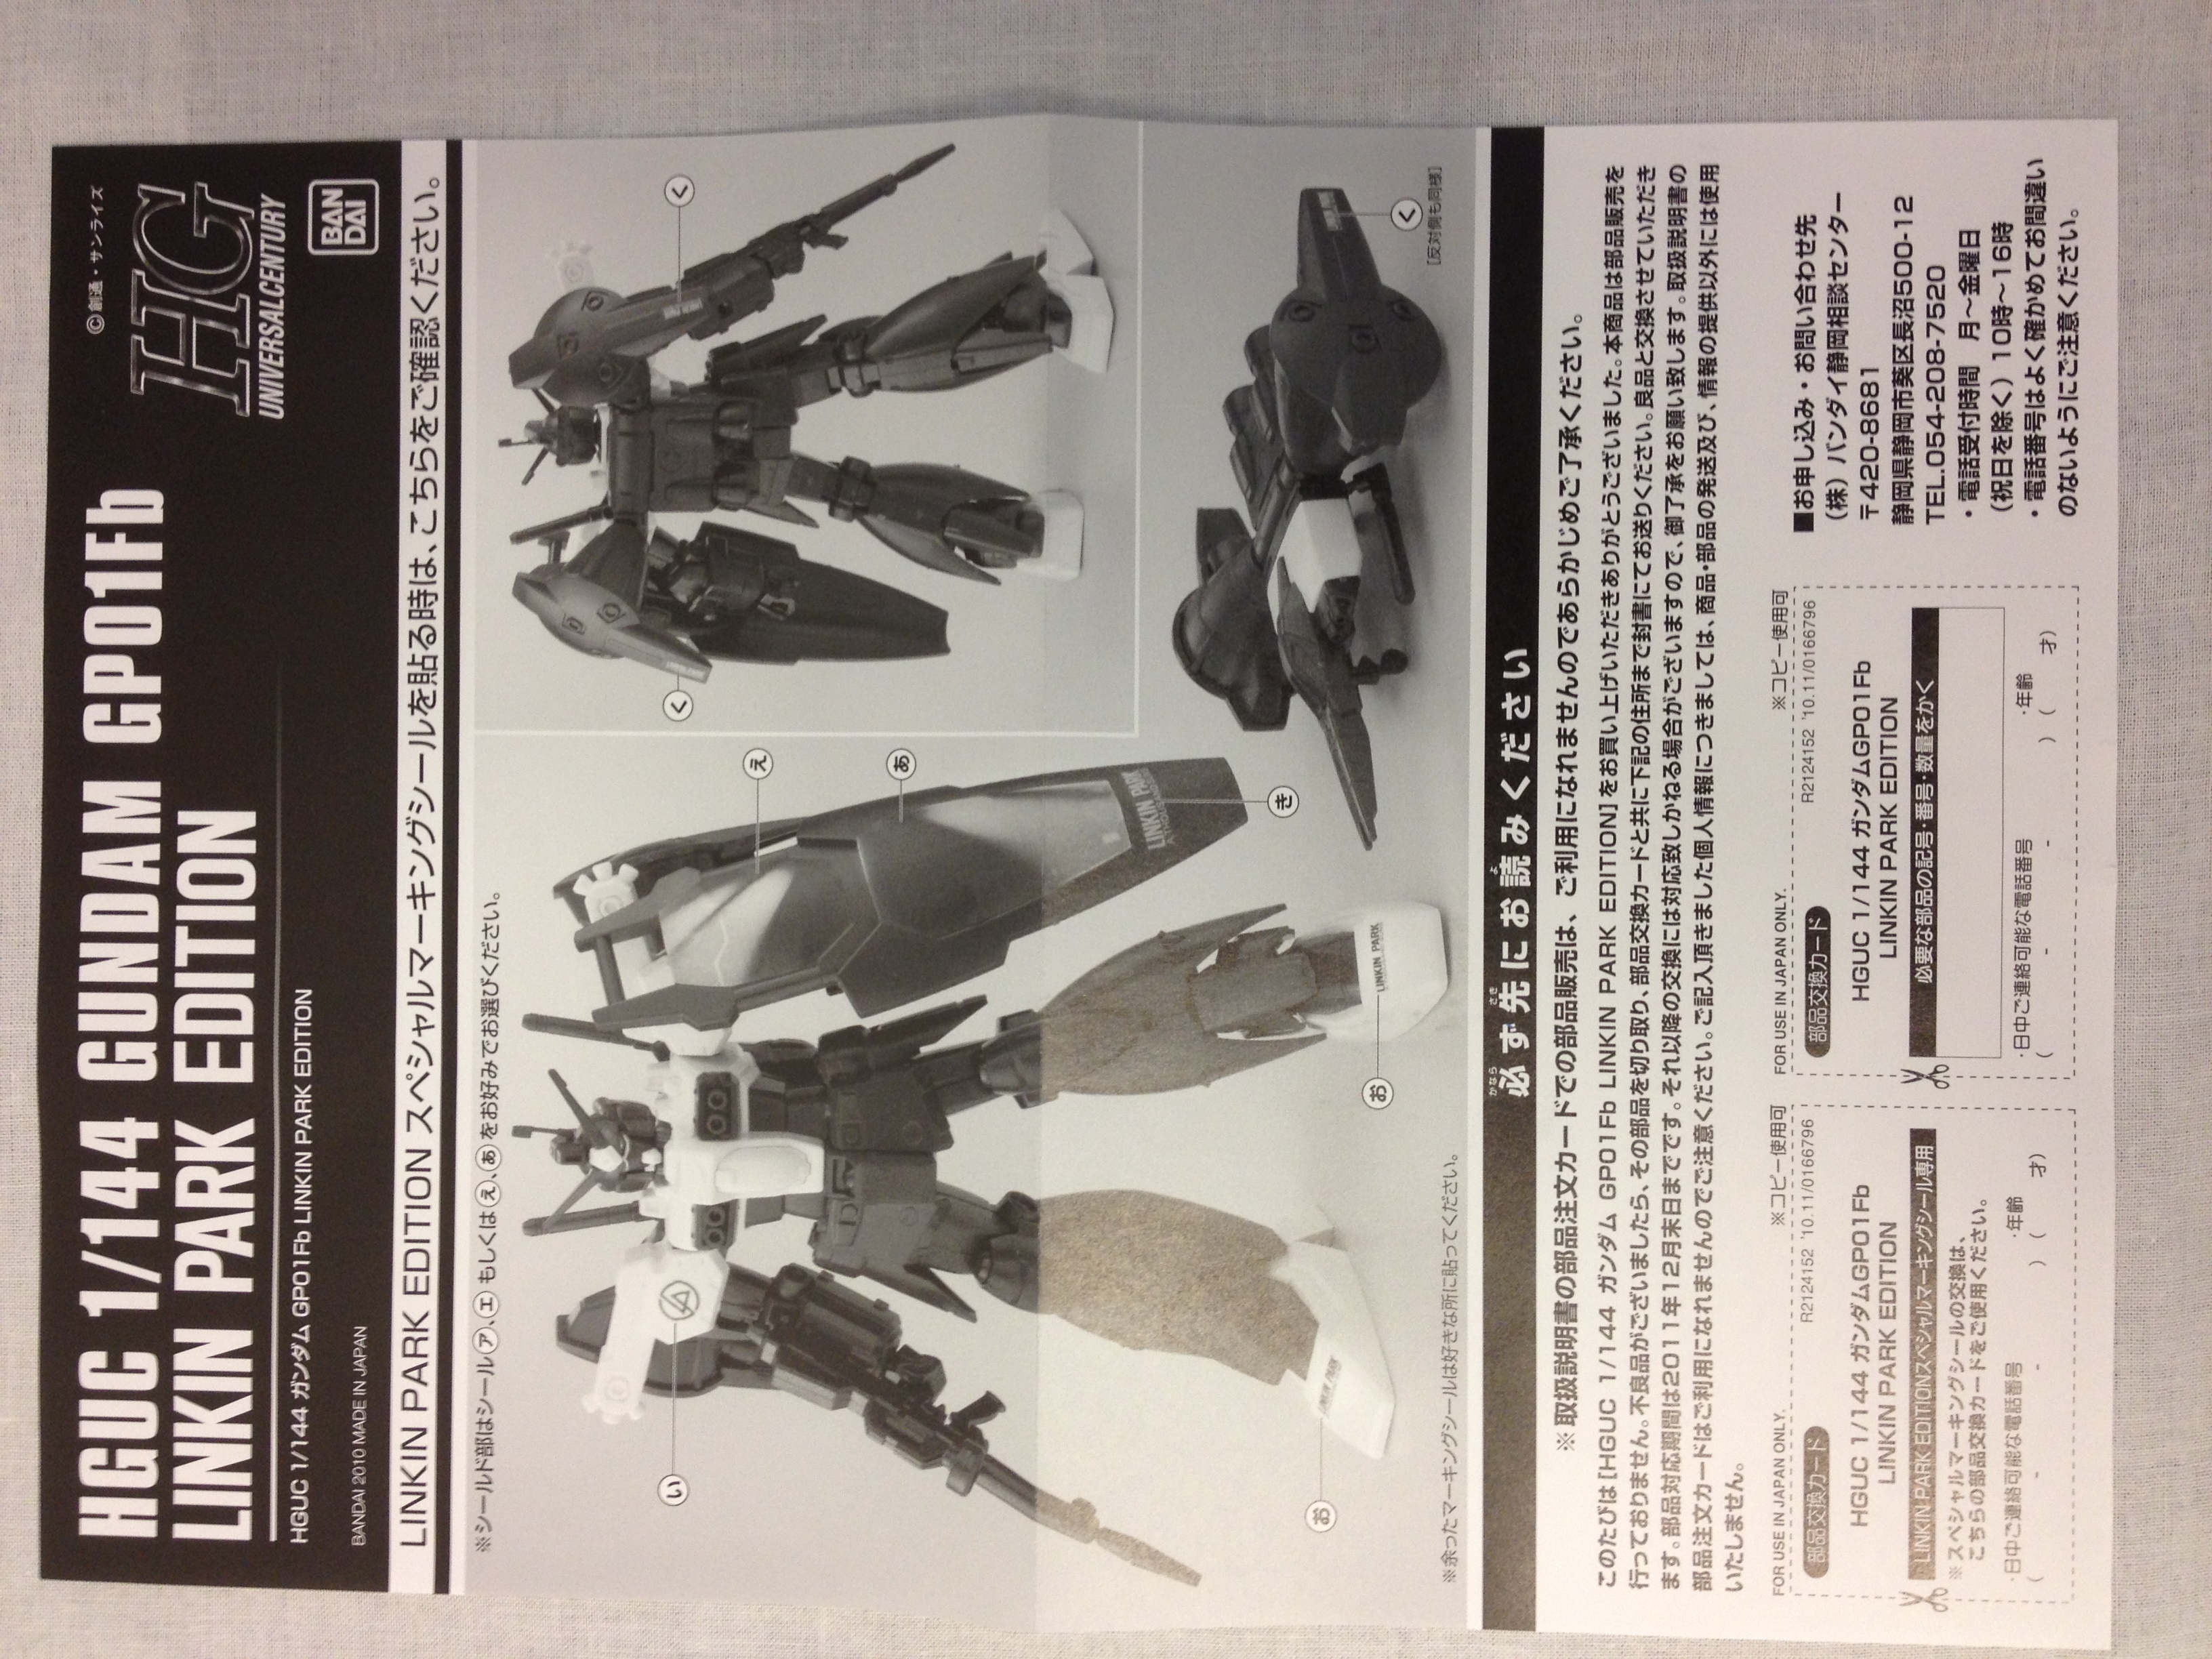 HGUC 1/144 GUNDAM GP01Fb
LINKIN PARK EDITION
HGUC 1/144 ガンダム GP01Fb LINKIN PARK EDITION
BANDAI 2010 MADE IN JAPAN
©創通・サンライズ
HG
UNIVERSAL CENTURY
BAN
DAI
LINKIN PARK EDITION スペシャルマーキングシールを貼る時は、こちらをご確認ください。
※シールド部はシール㋐、㋓もしくは㋓、あをお好みでお選びください。
い
え
あ
き
お
お
く
く
く
LINKIN PARK
LINKIN PARK
LINKIN PARK
[反対側も同様]
※余ったマーキングシールは好きな所に貼ってください。
必ず先にお読みください
かなら さき よ
※取扱説明書の部品注文カードでの部品販売は、ご利用になれませんのであらかじめご了承ください。
このたびは[HGUC 1/144 ガンダム GP01Fb LINKIN PARK EDITION]をお買い上げいただきありがとうございました。本商品は部品販売を
行っておりません。不良品がございましたら、その部品を切り取り、部品交換カードと共に下記の住所まで封書にてお送りください。良品と交換させていただき
ます。部品対応期間は2011年12月末日までです。それ以降の交換には対応致しかねる場合がございますので、御了承をお願い致します。取扱説明書の
部品注文カードはご利用になれませんのでご注意ください。ご記入頂きました個人情報につきましては、商品・部品の発送及び、情報の提供以外には使用
いたしません。
FOR USE IN JAPAN ONLY.
※コピー使用可
部品交換カード
R2124152 '10.11/0166796
HGUC 1/144 ガンダムGP01Fb
LINKIN PARK EDITION
LINKIN PARK EDITIONスペシャルマーキングシール専用
※スペシャルマーキングシールの交換は、
こちらの部品交換カードをご使用ください。
・日中ご連絡可能な電話番号 ・年齢
( - - ) ( 才)
FOR USE IN JAPAN ONLY.
※コピー使用可
部品交換カード
R2124152 '10.11/0166796
HGUC 1/144 ガンダムGP01Fb
LINKIN PARK EDITION
必要な部品の記号・番号・数量をかく
・日中ご連絡可能な電話番号 ・年齢
( - - ) ( 才)
■お申し込み・お問い合わせ先
（株）バンダイ静岡相談センター
〒420-8681
静岡県静岡市葵区長沼500-12
TEL.054-208-7520
・電話受付時間 月〜金曜日
（祝日を除く）10時〜16時
・電話番号はよく確かめてお間違い
のないようにご注意ください。